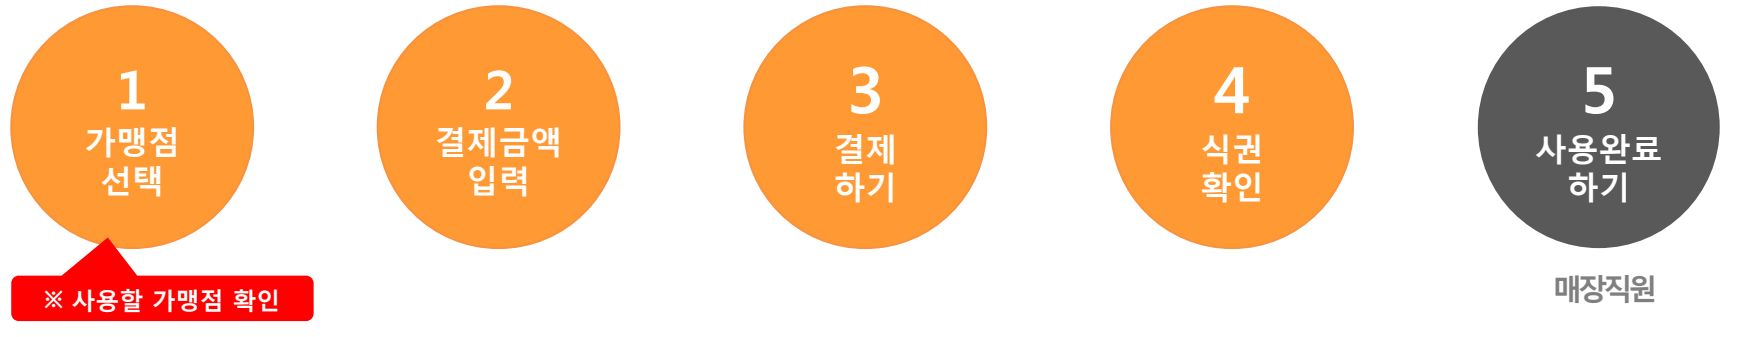 1
가맹점
선택
2
결제금액
입력
3
결제
하기
4
식권
확인
5
사용완료
하기
※ 사용할 가맹점 확인
매장직원